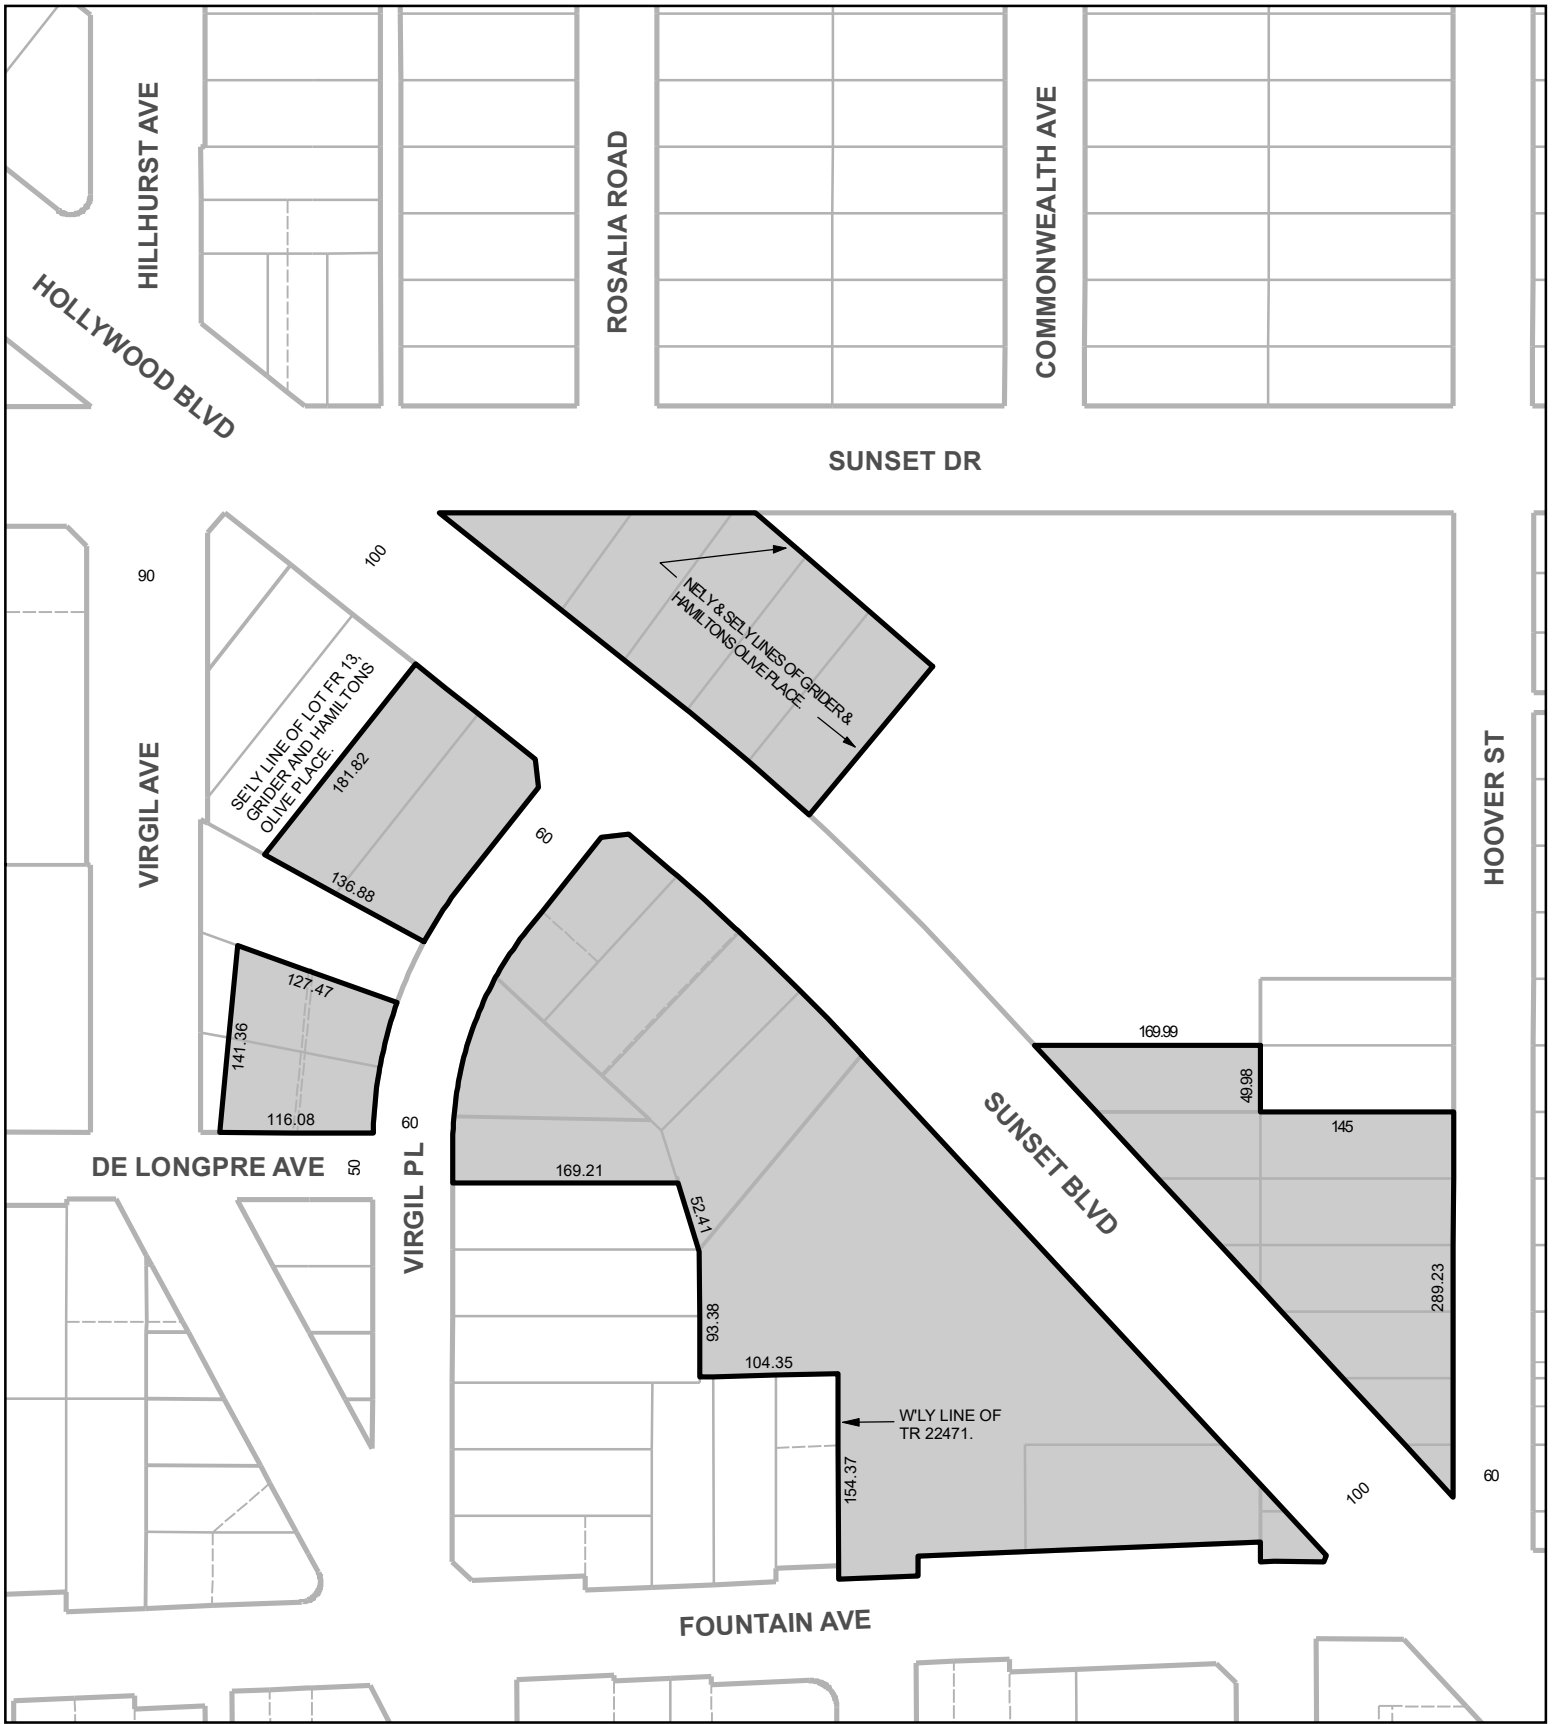 HILLHURST AVE
ROSALIA ROAD
COMMONWEALTH AVE
HOLLYWOOD BLVD
SUNSET DR
100
90
NE'LY & SE'LY LINES OF GRIDER &
HAMILTONS OLIVE PLACE.
SE'LY LINE OF LOT FR 13,
GRIDER AND HAMILTONS
OLIVE PLACE.
181.82
VIRGIL AVE
HOOVER ST
60
136.88
127.47
141.36
116.08
60
169.99
49.98
145
SUNSET BLVD
DE LONGPRE AVE
50
VIRGIL PL
169.21
52.41
289.23
93.38
104.35
W'LY LINE OF
TR 22471.
154.37
100
60
FOUNTAIN AVE